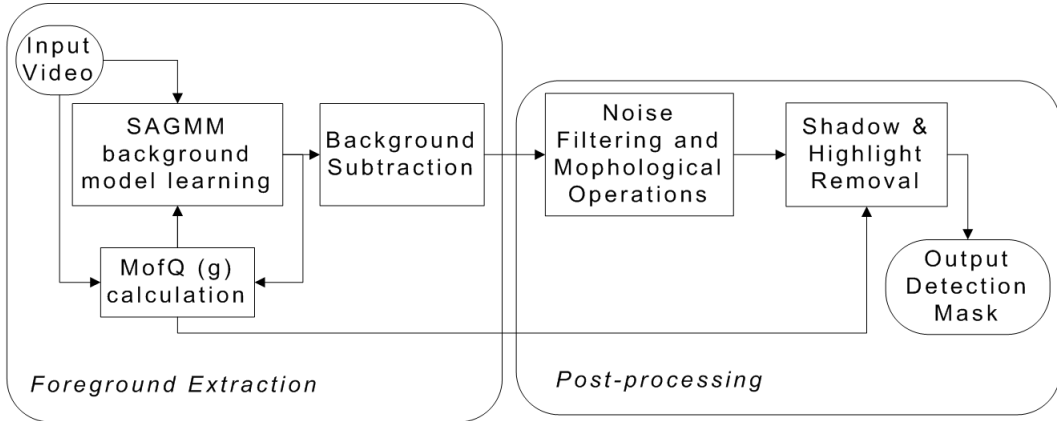 Input
Video
SAGMM
background
model learning
Background
Subtraction
MofQ (g)
calculation
Foreground Extraction
Noise
Filtering and
Mophological
Operations
Shadow &
Highlight
Removal
Output
Detection
Mask
Post-processing